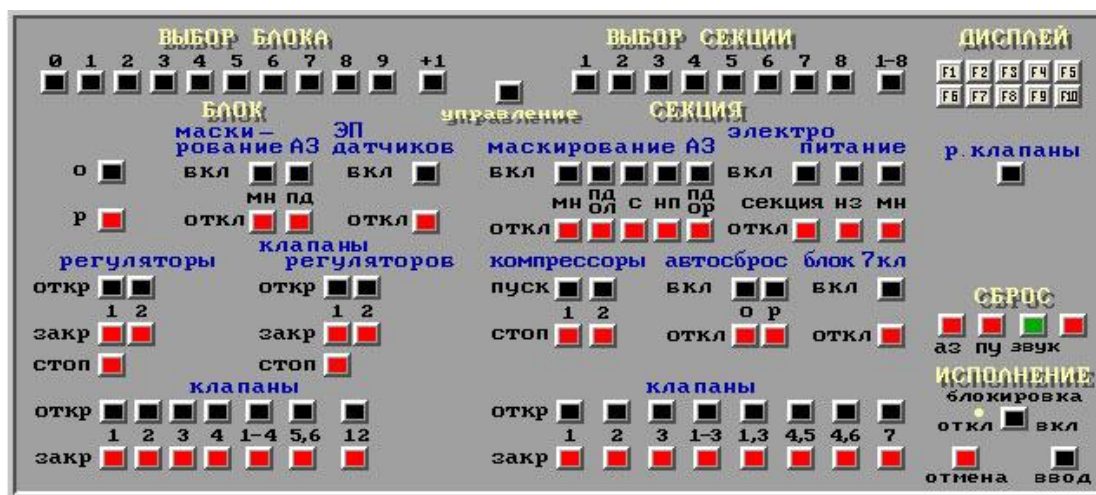 ВЫБОР БЛОКА ВЫБОР СЕКЦИИ ДИСПЛЕЙ
0 1 2 3 4 5 6 7 8 9 +1 1 2 3 4 5 6 7 8 1-8
F1 F2 F3 F4 F5
F6 F7 F8 F9 F10
БЛОК управление СЕКЦИЯ
маски- ЭП электро
рование АЗ датчиков маскирование АЗ питание р.клапаны
о вкл вкл вкл вкл
мн пд мн пд ол с нп пд ор секция нз мн
р откл откл откл откл
клапаны
регуляторы регуляторов компрессоры автосброс блок 7кл
откр откр пуск вкл вкл
1 2 1 2 1 2 о р СБРОС
закр закр стоп откл откл
аз пу звук
стоп стоп
клапаны клапаны ИСПОЛНЕНИЕ
блокировка
откр откр откл вкл
1 2 3 4 1-4 5,6 12 1 2 3 1-3 1,3 4,5 4,6 7
закр закр
отмена ввод